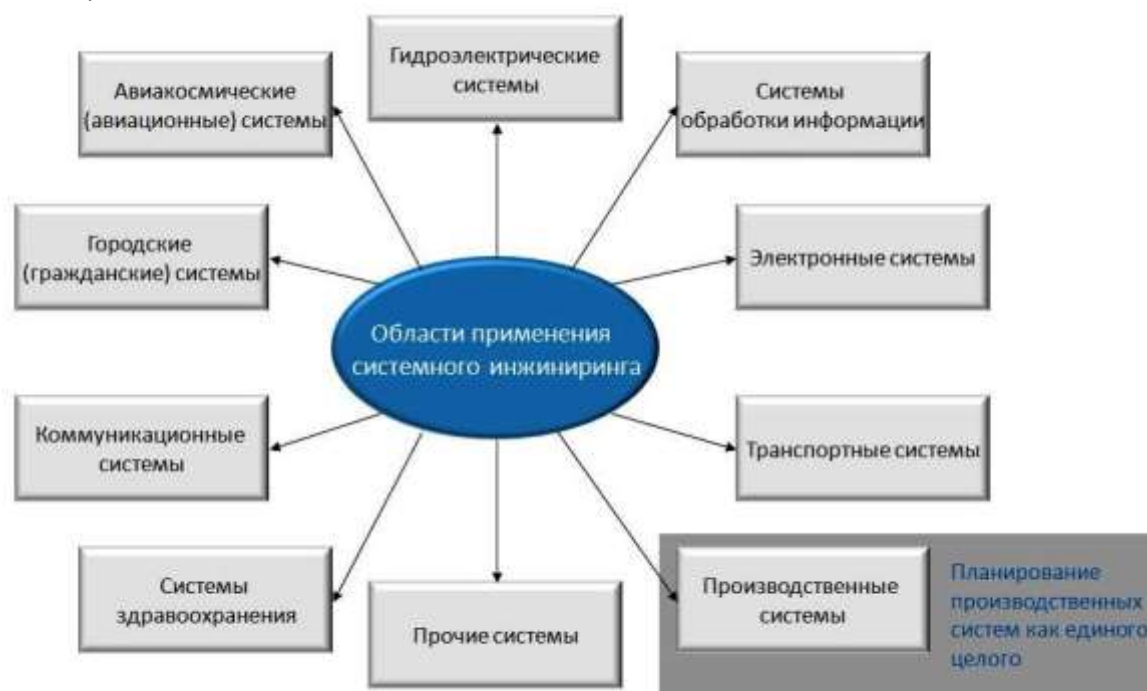 Гидроэлектрические
системы
Авиакосмические
(авиационные) системы
Системы
обработки информации
Городские
(гражданские) системы
Электронные системы
Области применения
системного инжиниринга
Коммуникационные
системы
Транспортные системы
Системы
здравоохранения
Прочие системы
Производственные
системы
Планирование
производственных
систем как единого
целого